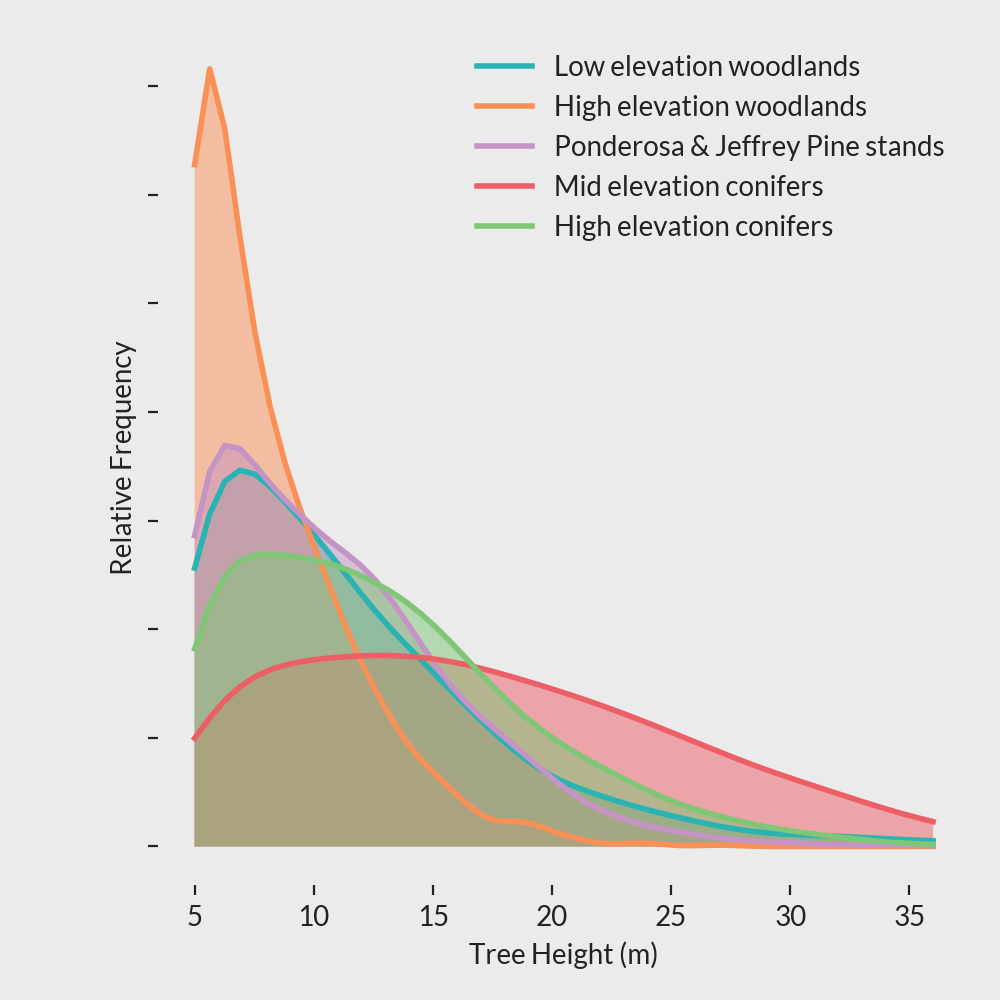 Low elevation woodlands
High elevation woodlands
Ponderosa & Jeffrey Pine stands
Mid elevation conifers
High elevation conifers
Relative Frequency
5 10 15 20 25 30 35
Tree Height (m)